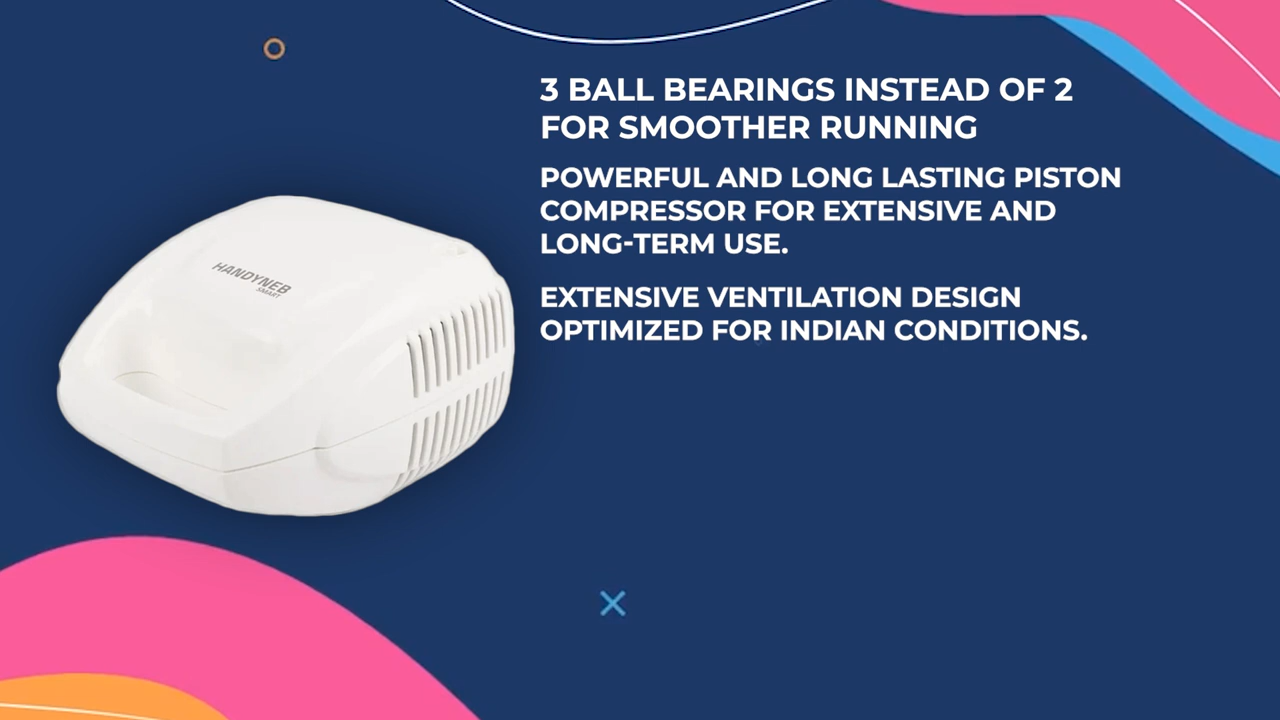 3 BALL BEARINGS INSTEAD OF 2
FOR SMOOTHER RUNNING
POWERFUL AND LONG LASTING PISTON
COMPRESSOR FOR EXTENSIVE AND
LONG-TERM USE.
EXTENSIVE VENTILATION DESIGN
OPTIMIZED FOR INDIAN CONDITIONS.
HANDYNEB
SMART